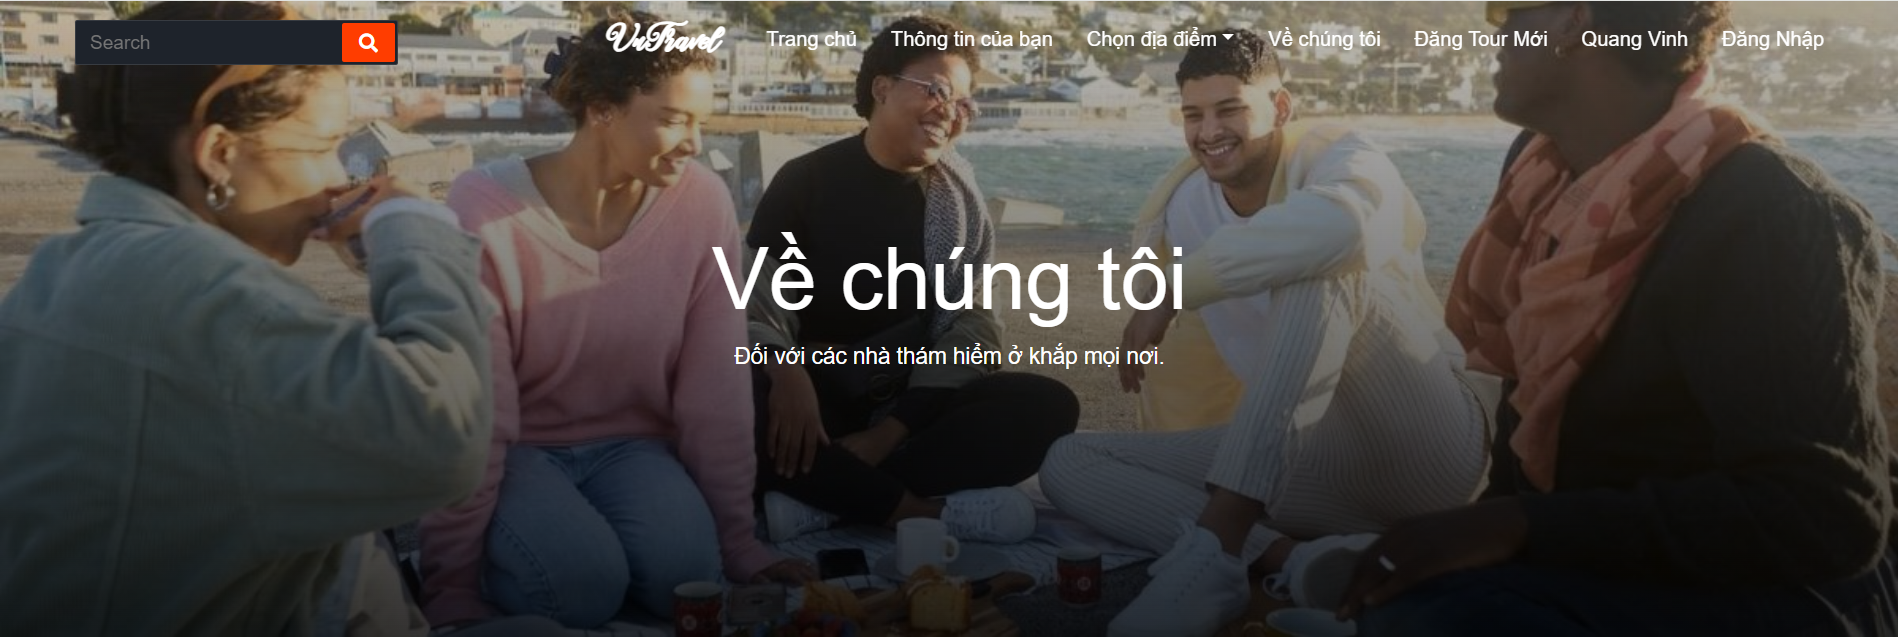 Search
VnTravel
Trang chủ
Thông tin của bạn
Chọn địa điểm
Về chúng tôi
Đăng Tour Mới
Quang Vinh
Đăng Nhập
Về chúng tôi
Đối với các nhà thám hiểm ở khắp mọi nơi.